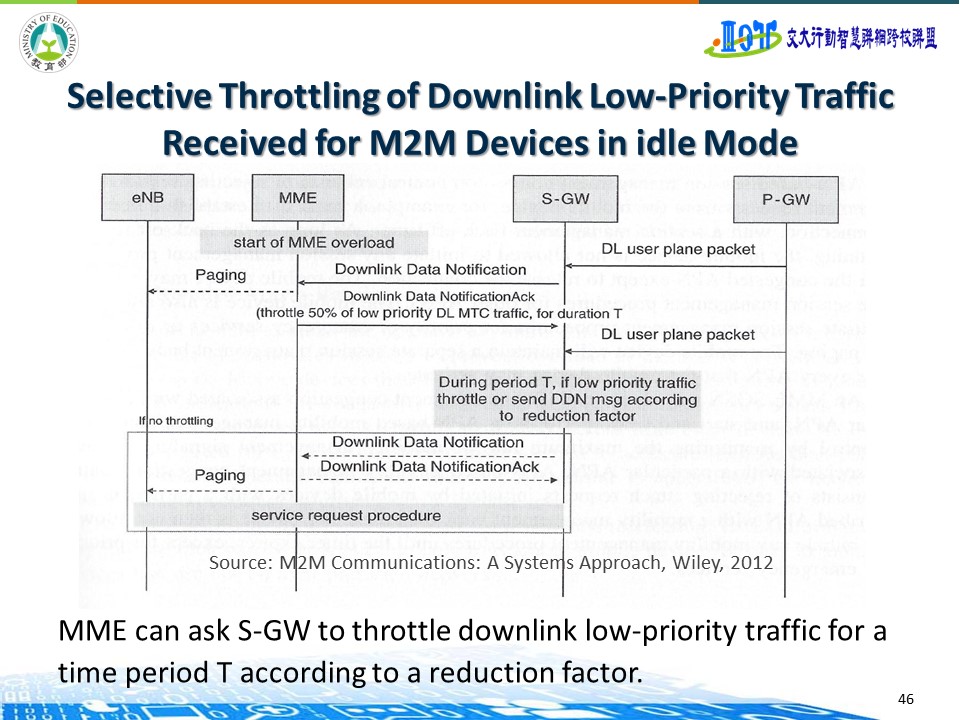 MINISTRY OF EDUCATION
教育部
交大行動智慧聯網跨校聯盟
Selective Throttling of Downlink Low-Priority Traffic
Received for M2M Devices in idle Mode
eNB
MME
S-GW
P-GW
start of MME overload
DL user plane packet
Paging
Downlink Data Notification
Downlink Data NotificationAck
(throttle 50% of low priority DL MTC traffic, for duration T
DL user plane packet
During period T, if low priority traffic
throttle or send DDN msg according
to reduction factor
If no throttling
Downlink Data Notification
Downlink Data NotificationAck
Paging
service request procedure
Source: M2M Communications: A Systems Approach, Wiley, 2012
MME can ask S-GW to throttle downlink low-priority traffic for a
time period T according to a reduction factor.
46